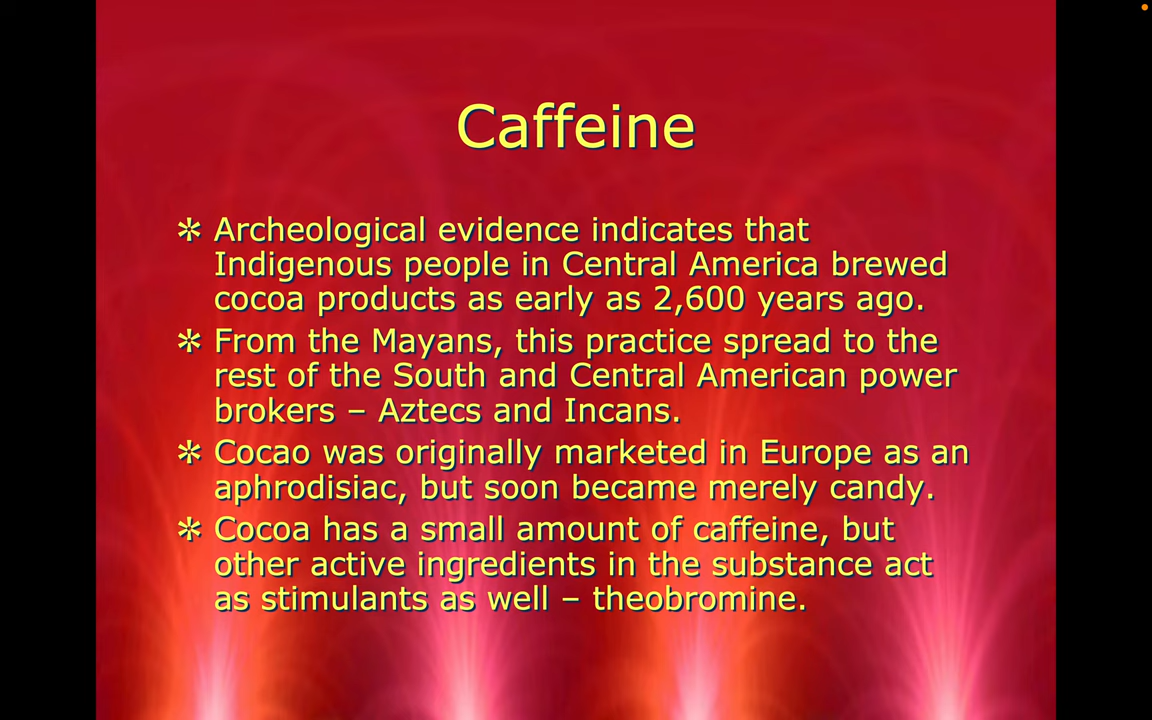 Caffeine
✻ Archeological evidence indicates that
Indigenous people in Central America brewed
cocoa products as early as 2,600 years ago.
✻ From the Mayans, this practice spread to the
rest of the South and Central American power
brokers – Aztecs and Incans.
✻ Cocao was originally marketed in Europe as an
aphrodisiac, but soon became merely candy.
✻ Cocoa has a small amount of caffeine, but
other active ingredients in the substance act
as stimulants as well – theobromine.